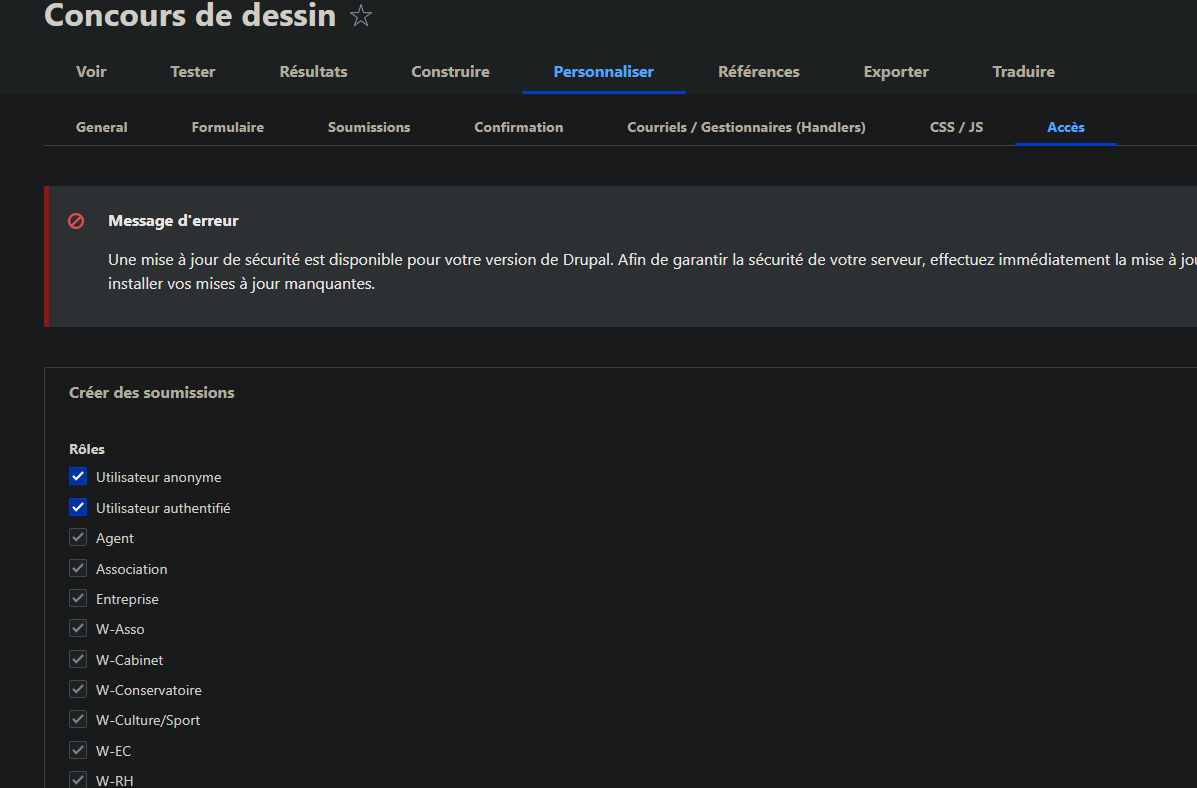 Concours de dessin
Voir Tester Résultats Construire Personnaliser Références Exporter Traduire
General Formulaire Soumissions Confirmation Courriels / Gestionnaires (Handlers) CSS / JS Accès
Message d'erreur
Une mise à jour de sécurité est disponible pour votre version de Drupal. Afin de garantir la sécurité de votre serveur, effectuez immédiatement la mise à jou
installer vos mises à jour manquantes.
Créer des soumissions
Rôles
Utilisateur anonyme
Utilisateur authentifié
Agent
Association
Entreprise
W-Asso
W-Cabinet
W-Conservatoire
W-Culture/Sport
W-EC
W-RH